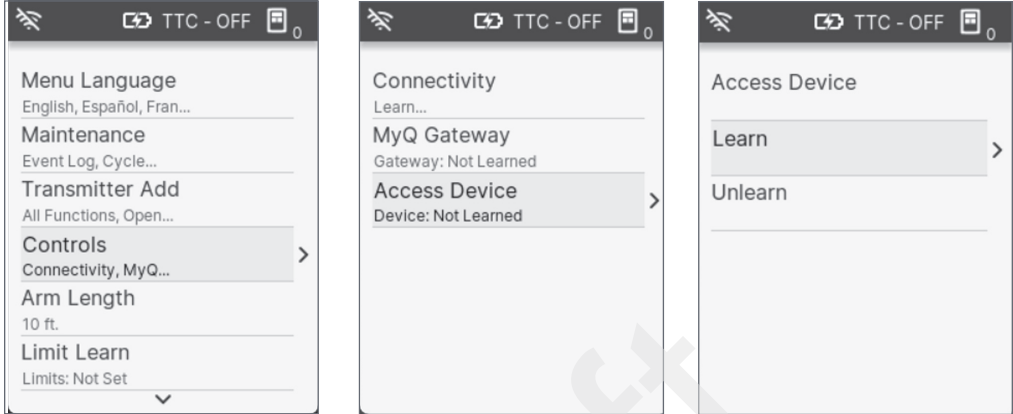 TTC - OFF 0
Menu Language
English, Español, Fran...
Maintenance
Event Log, Cycle...
Transmitter Add
All Functions, Open...
Controls
Connectivity, MyQ...
Arm Length
10 ft.
Limit Learn
Limits: Not Set
TTC - OFF 0
Connectivity
Learn...
MyQ Gateway
Gateway: Not Learned
Access Device
Device: Not Learned
TTC - OFF 0
Access Device
Learn
Unlearn